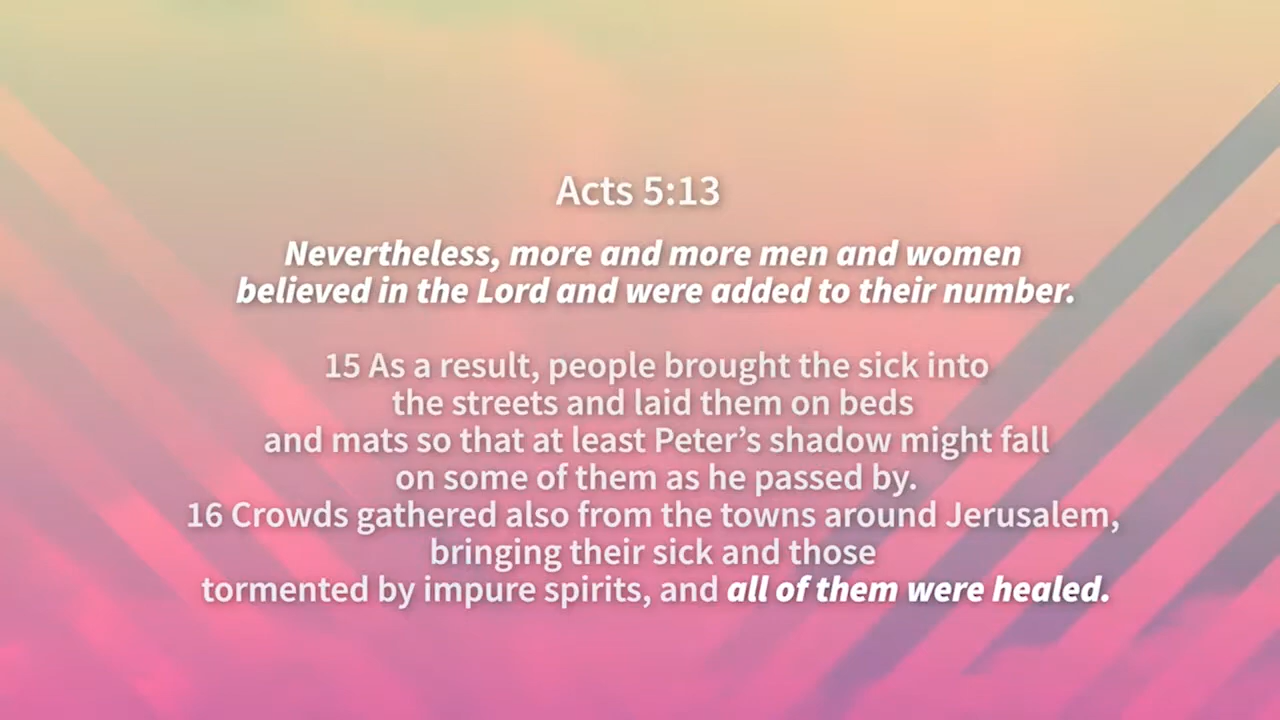 Acts 5:13
Nevertheless, more and more men and women
believed in the Lord and were added to their number.
15 As a result, people brought the sick into
the streets and laid them on beds
and mats so that at least Peter’s shadow might fall
on some of them as he passed by.
16 Crowds gathered also from the towns around Jerusalem,
bringing their sick and those
tormented by impure spirits, and all of them were healed.